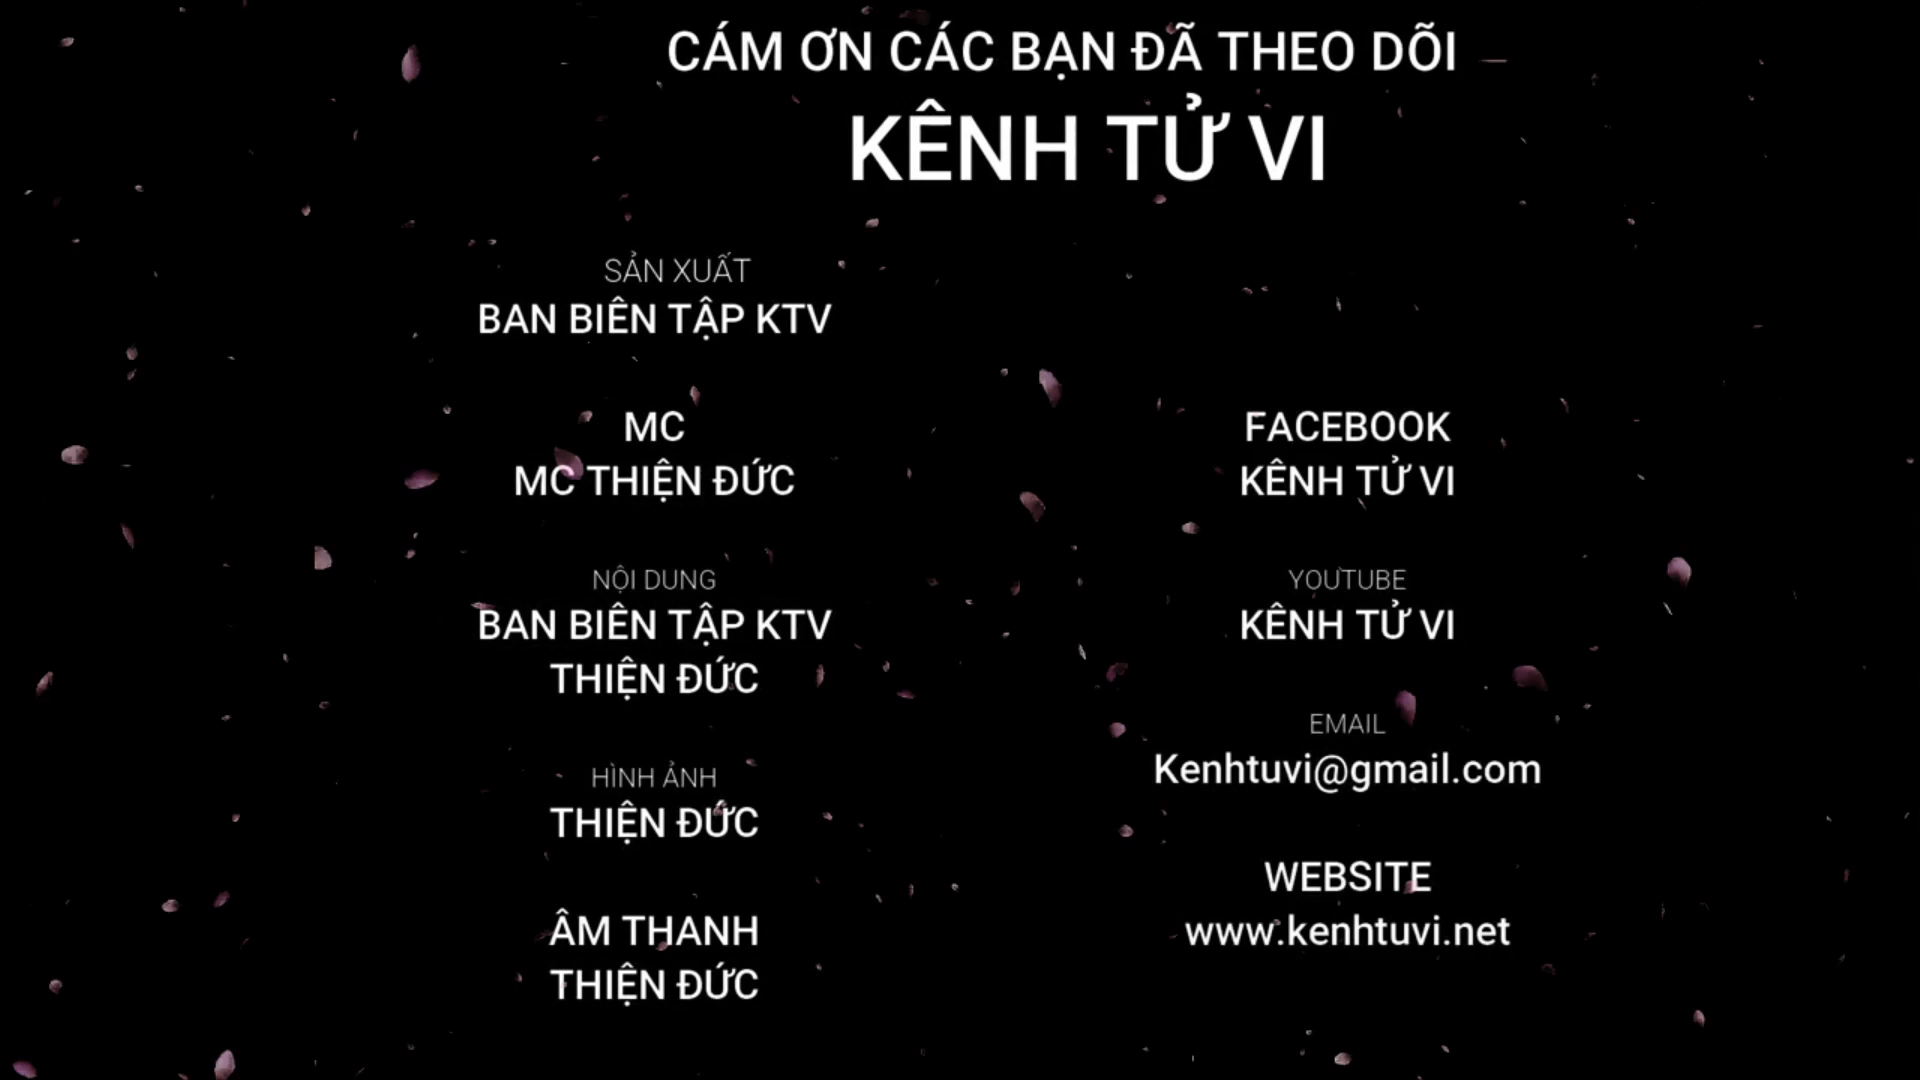 CÁM ƠN CÁC BẠN ĐÃ THEO DÕI
KÊNH TỬ VI
SẢN XUẤT
BAN BIÊN TẬP KTV
MC
MC THIỆN ĐỨC
NỘI DUNG
BAN BIÊN TẬP KTV
THIỆN ĐỨC
HÌNH ẢNH
THIỆN ĐỨC
ÂM THANH
THIỆN ĐỨC
FACEBOOK
KÊNH TỬ VI
YOUTUBE
KÊNH TỬ VI
EMAIL
Kenhtuvi@gmail.com
WEBSITE
www.kenhtuvi.net